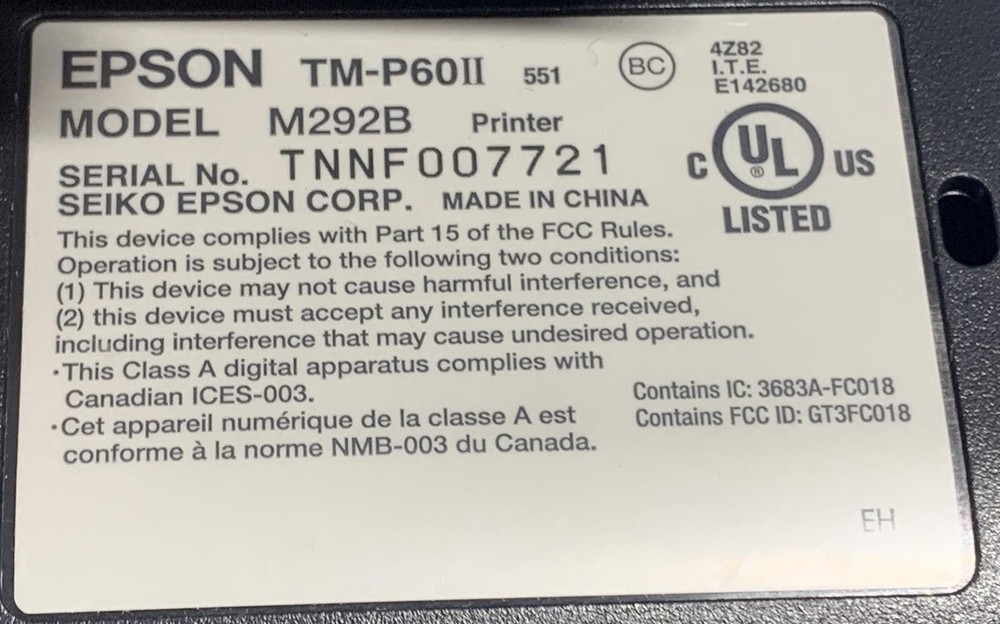 EPSON TM-P60II 551 BC 4Z82
I.T.E.
E142680
MODEL M292B Printer
C UL ® US
LISTED
SERIAL No. TNNF007721
SEIKO EPSON CORP. MADE IN CHINA
This device complies with Part 15 of the FCC Rules.
Operation is subject to the following two conditions:
(1) This device may not cause harmful interference, and
(2) this device must accept any interference received,
including interference that may cause undesired operation.
·This Class A digital apparatus complies with
Canadian ICES-003.
·Cet appareil numérique de la classe A est
conforme à la norme NMB-003 du Canada.
Contains IC: 3683A-FC018
Contains FCC ID: GT3FC018
EH